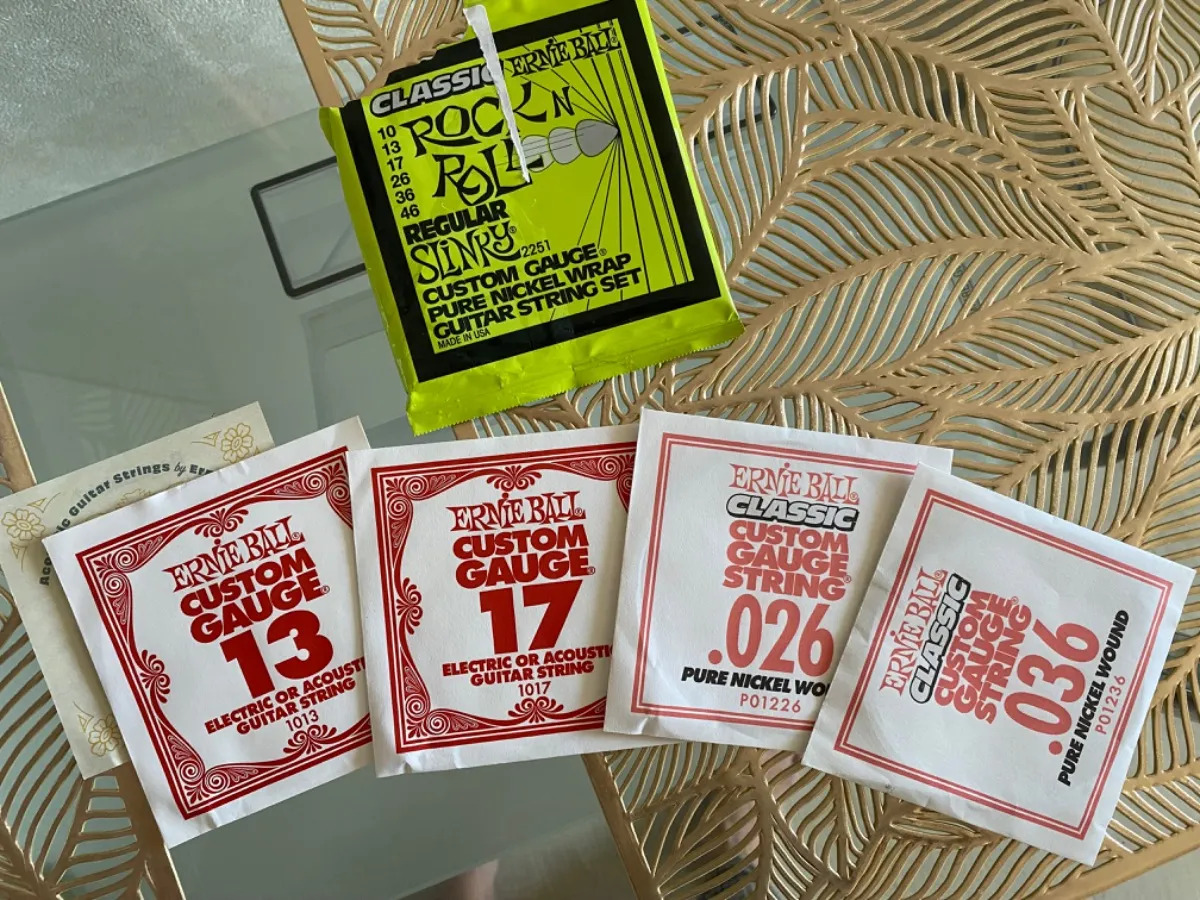 CLASSIC ERNIE BALL
ROCK N
ROLL
10
13
17
26
36
46
REGULAR
SLINKY®
2251
CUSTOM GAUGE®
PURE NICKEL WRAP
GUITAR STRING SET
MADE IN USA
Guitar Strings by
ERNIE BALL
CUSTOM
GAUGE®
13
ELECTRIC OR ACOUSTI
GUITAR STRING
1013
ERNIE BALL®
CUSTOM
GAUGE®
17
ELECTRIC OR ACOUSTIC
GUITAR STRING
1017
ERNIE BALL®
CLASSIC
CUSTOM
GAUGE
STRING®
.026
PURE NICKEL WOU
P01226
ERNIE BALL®
CLASSIC
CUSTOM
GAUGE
STRING®
.036
PURE NICKEL WOUND
P01236